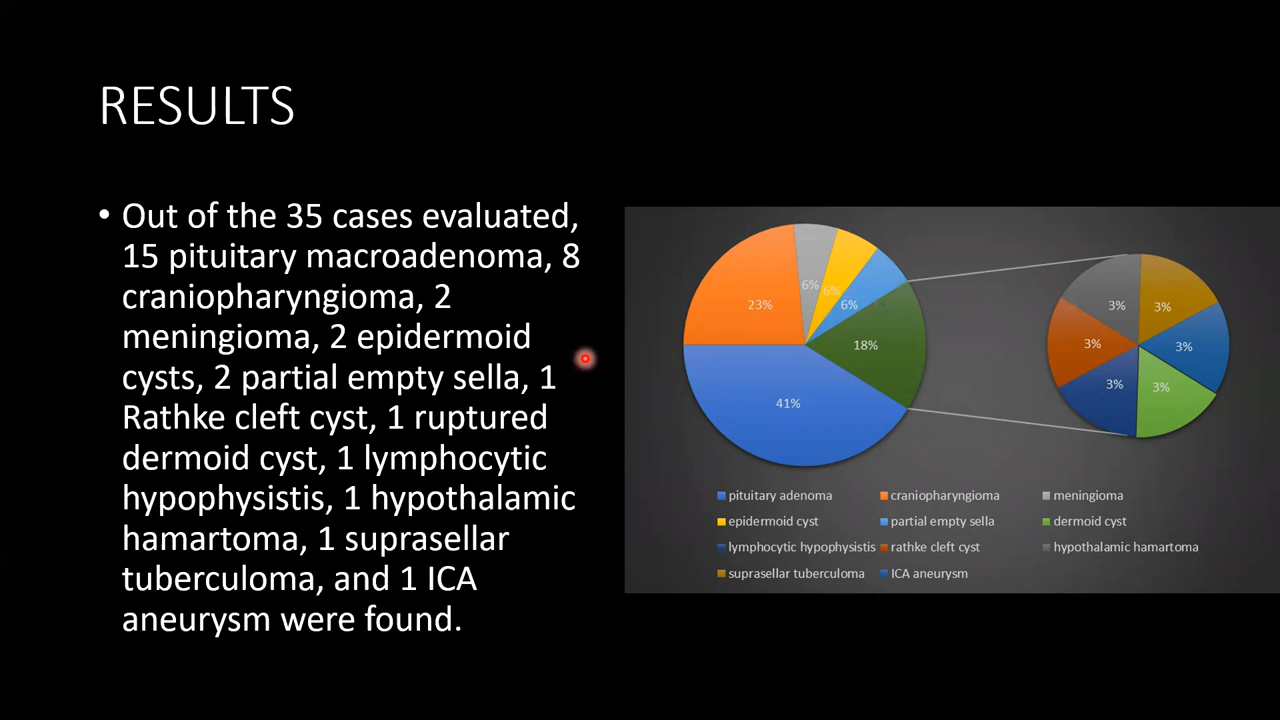 RESULTS
• Out of the 35 cases evaluated,
15 pituitary macroadenoma, 8
craniopharyngioma, 2
meningioma, 2 epidermoid
cysts, 2 partial empty sella, 1
Rathke cleft cyst, 1 ruptured
dermoid cyst, 1 lymphocytic
hypophysistis, 1 hypothalamic
hamartoma, 1 suprasellar
tuberculoma, and 1 ICA
aneurysm were found.
23%
6%
6%
6%
18%
41%
3%
3%
3%
3%
3%
3%
pituitary adenoma
craniopharyngioma
meningioma
epidermoid cyst
partial empty sella
dermoid cyst
lymphocytic hypophysistis
rathke cleft cyst
hypothalamic hamartoma
suprasellar tuberculoma
ICA aneurysm